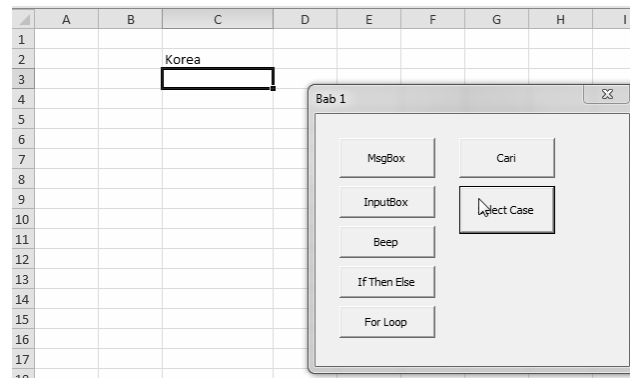 A B C D E F G H I
1
2 Korea
3
4
Bab 1
5
6
7 MsgBox Cari
8
9 InputBox Case
10
11 Beep
12
13 If Then Else
14
15 For Loop
16
17